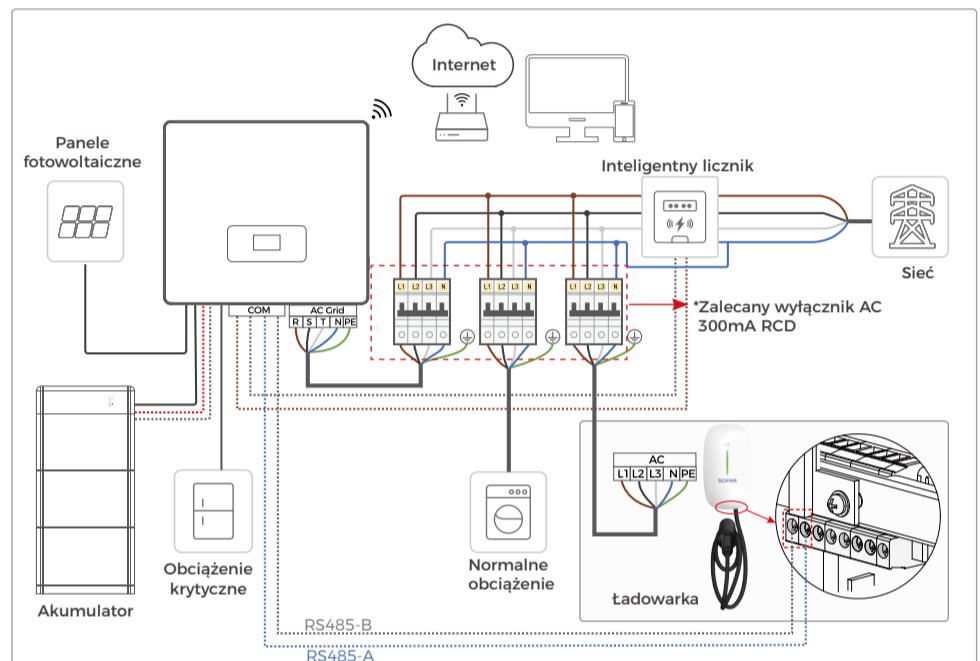 Internet
Panele
fotowoltaiczne
Inteligentny licznik
Sieć
L1 L2 L3 N
L1 L2 L3 N
L1 L2 L3 N
*Zalecany wyłącznik AC
300mA RCD
COM
AC Grid
R S T N PE
AC
L1 L2 L3 N PE
SOFAR
Obciążenie
krytyczne
Normalne
obciążenie
Akumulator
Ładowarka
RS485-B
RS485-A